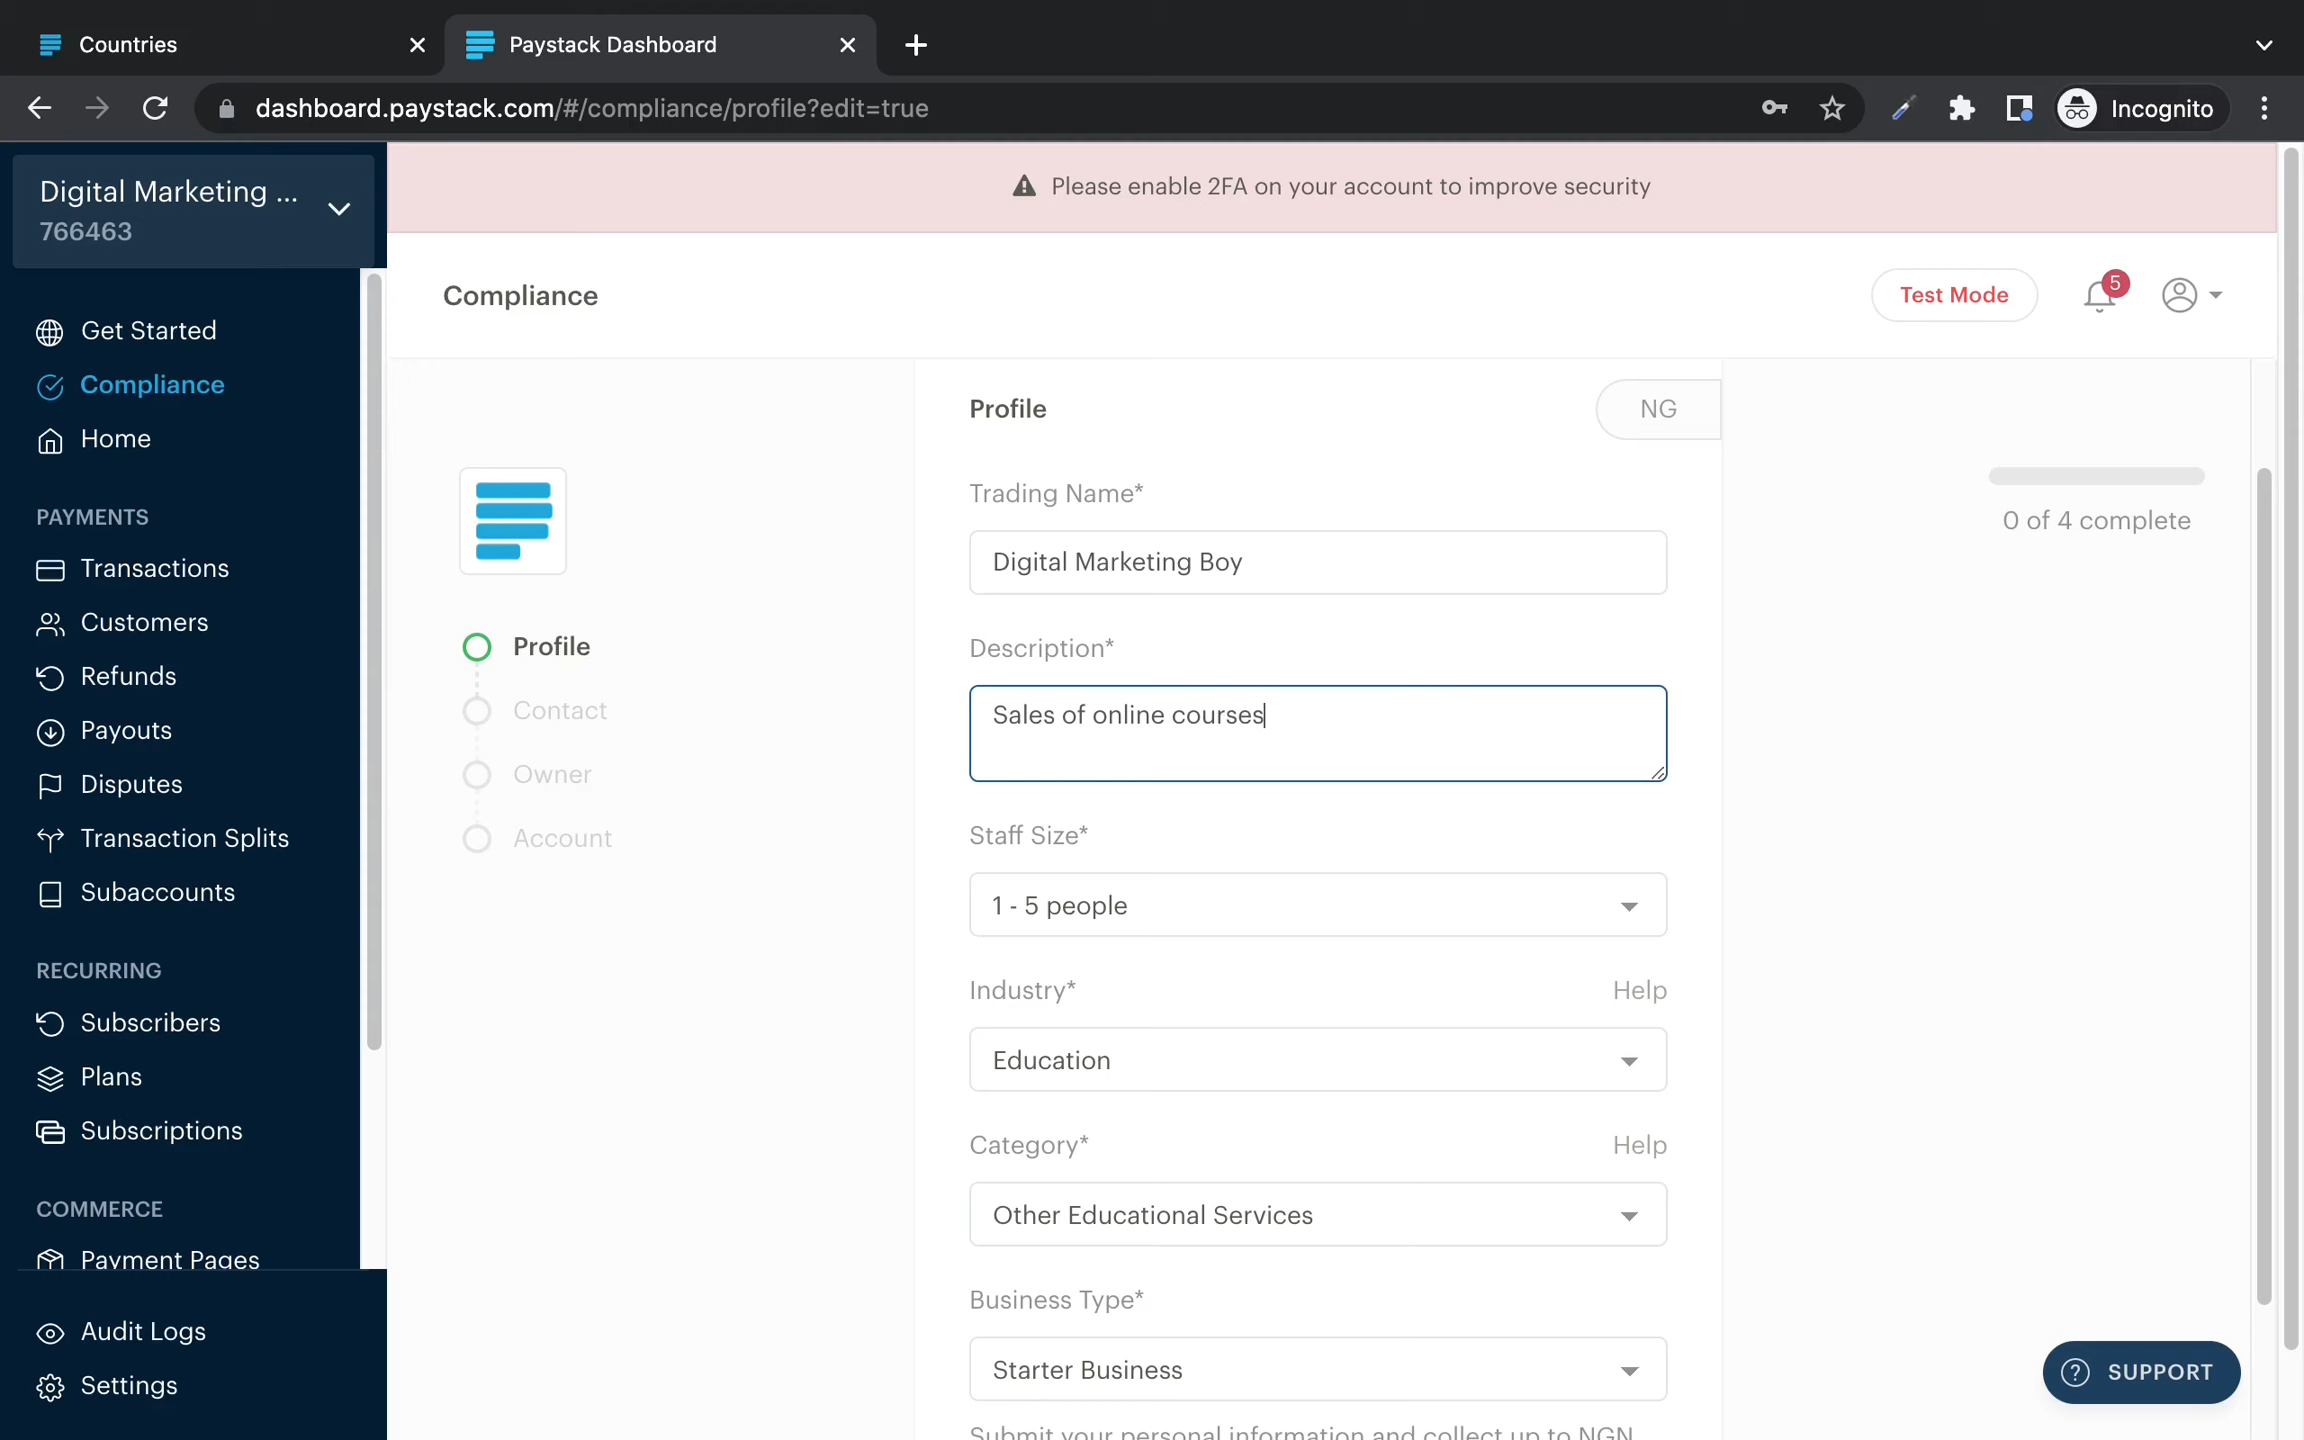 Countries
Paystack Dashboard
dashboard.paystack.com/#/compliance/profile?edit=true
Incognito
Digital Marketing ...
766463
Please enable 2FA on your account to improve security
Get Started
Compliance
Home
PAYMENTS
Transactions
Customers
Refunds
Payouts
Disputes
Transaction Splits
Subaccounts
RECURRING
Subscribers
Plans
Subscriptions
COMMERCE
Payment Pages
Audit Logs
Settings
Compliance
Test Mode
5
Profile
Contact
Owner
Account
Profile
NG
Trading Name*
Digital Marketing Boy
Description*
Sales of online courses
Staff Size*
1 - 5 people
Industry*
Help
Education
Category*
Help
Other Educational Services
Business Type*
Starter Business
Submit your personal information and collect up to NGN
0 of 4 complete
? SUPPORT